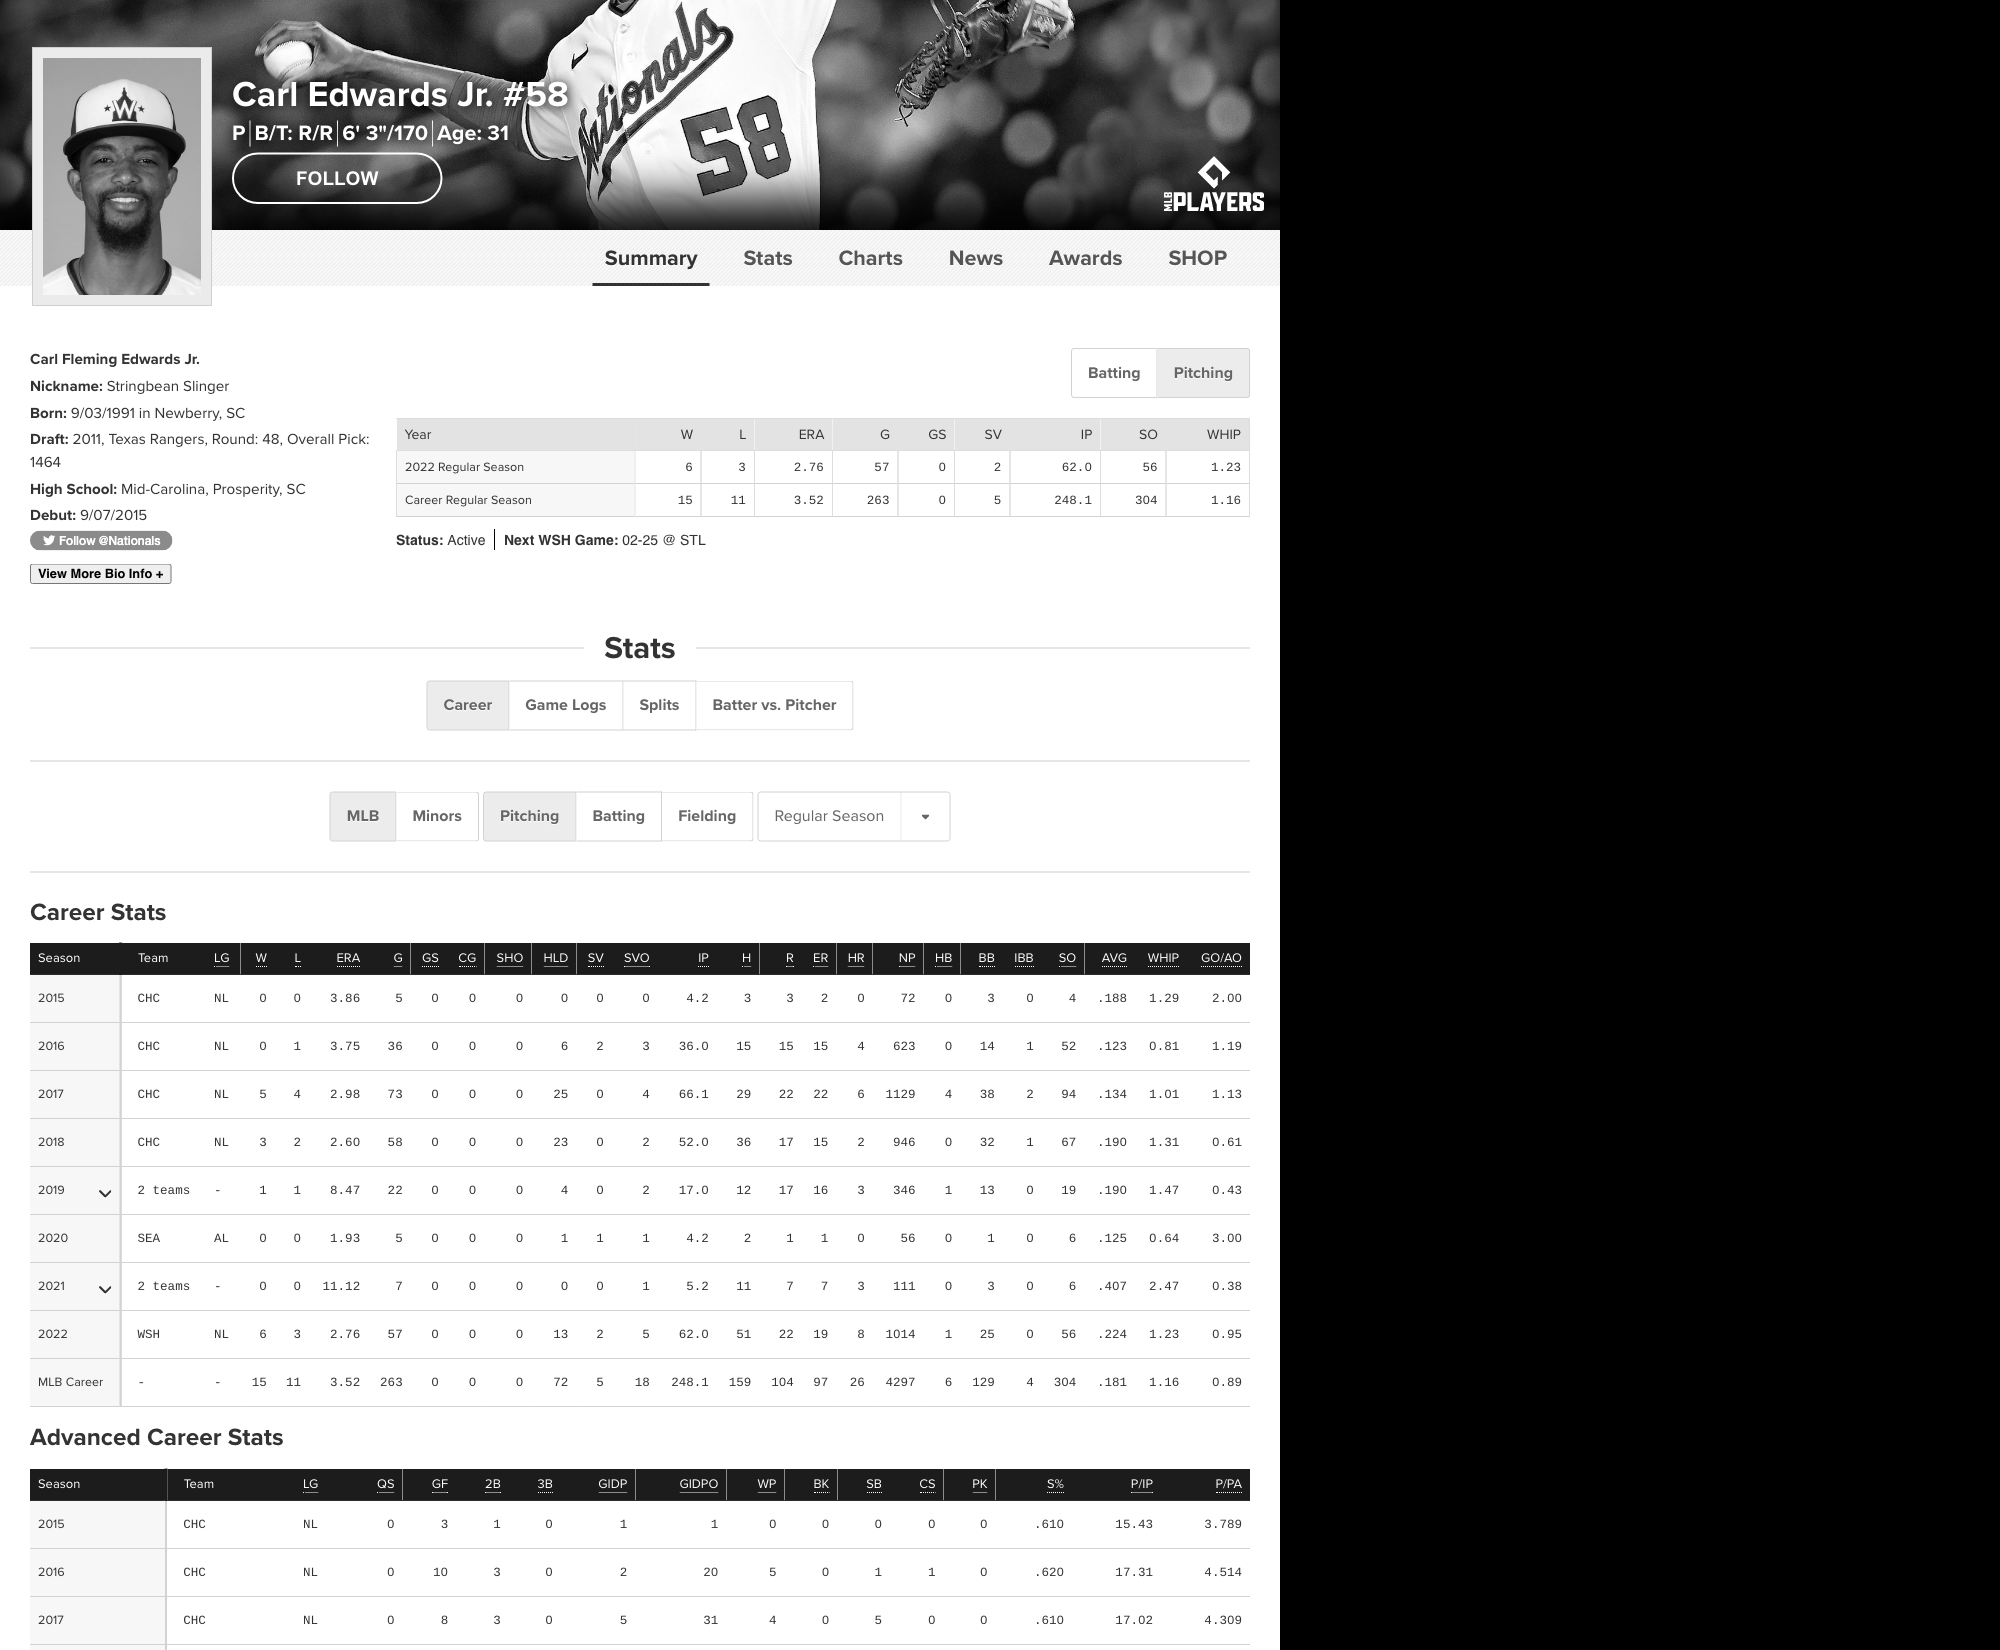 Nationals
58
W
Carl Edwards Jr. #58
P B/T: R/R 6' 3"/170 Age: 31
FOLLOW
MLB PLAYERS
Summary Stats Charts News Awards SHOP
Carl Fleming Edwards Jr.
Nickname: Stringbean Slinger
Born: 9/03/1991 in Newberry, SC
Draft: 2011, Texas Rangers, Round: 48, Overall Pick:
1464
High School: Mid-Carolina, Prosperity, SC
Debut: 9/07/2015
Follow @Nationals
View More Bio Info +
Batting Pitching
Year W L ERA G GS SV IP SO WHIP
2022 Regular Season 6 3 2.76 57 0 2 62.0 56 1.23
Career Regular Season 15 11 3.52 263 0 5 248.1 304 1.16
Status: Active Next WSH Game: 02-25 @ STL
Stats
Career Game Logs Splits Batter vs. Pitcher
MLB Minors Pitching Batting Fielding Regular Season
Career Stats
Season Team LG W L ERA G GS CG SHO HLD SV SVO IP H R ER HR NP HB BB IBB SO AVG WHIP GO/AO
2015 CHC NL 0 0 3.86 5 0 0 0 0 0 0 4.2 3 3 2 0 72 0 3 0 4 .188 1.29 2.00
2016 CHC NL 0 1 3.75 36 0 0 0 6 2 3 36.0 15 15 15 4 623 0 14 1 52 .123 0.81 1.19
2017 CHC NL 5 4 2.98 73 0 0 0 25 0 4 66.1 29 22 22 6 1129 4 38 2 94 .134 1.01 1.13
2018 CHC NL 3 2 2.60 58 0 0 0 23 0 2 52.0 36 17 15 2 946 0 32 1 67 .190 1.31 0.61
2019 2 teams - 1 1 8.47 22 0 0 0 4 0 2 17.0 12 17 16 3 346 1 13 0 19 .190 1.47 0.43
2020 SEA AL 0 0 1.93 5 0 0 0 1 1 1 4.2 2 1 1 0 56 0 1 0 6 .125 0.64 3.00
2021 2 teams - 0 0 11.12 7 0 0 0 0 0 1 5.2 11 7 7 3 111 0 3 0 6 .407 2.47 0.38
2022 WSH NL 6 3 2.76 57 0 0 0 13 2 5 62.0 51 22 19 8 1014 1 25 0 56 .224 1.23 0.95
MLB Career - - 15 11 3.52 263 0 0 0 72 5 18 248.1 159 104 97 26 4297 6 129 4 304 .181 1.16 0.89
Advanced Career Stats
Season Team LG QS GF 2B 3B GIDP GIDPO WP BK SB CS PK S% P/IP P/PA
2015 CHC NL 0 3 1 0 1 1 0 0 0 0 0 .610 15.43 3.789
2016 CHC NL 0 10 3 0 2 20 5 0 1 1 0 .620 17.31 4.514
2017 CHC NL 0 8 3 0 5 31 4 0 5 0 0 .610 17.02 4.309